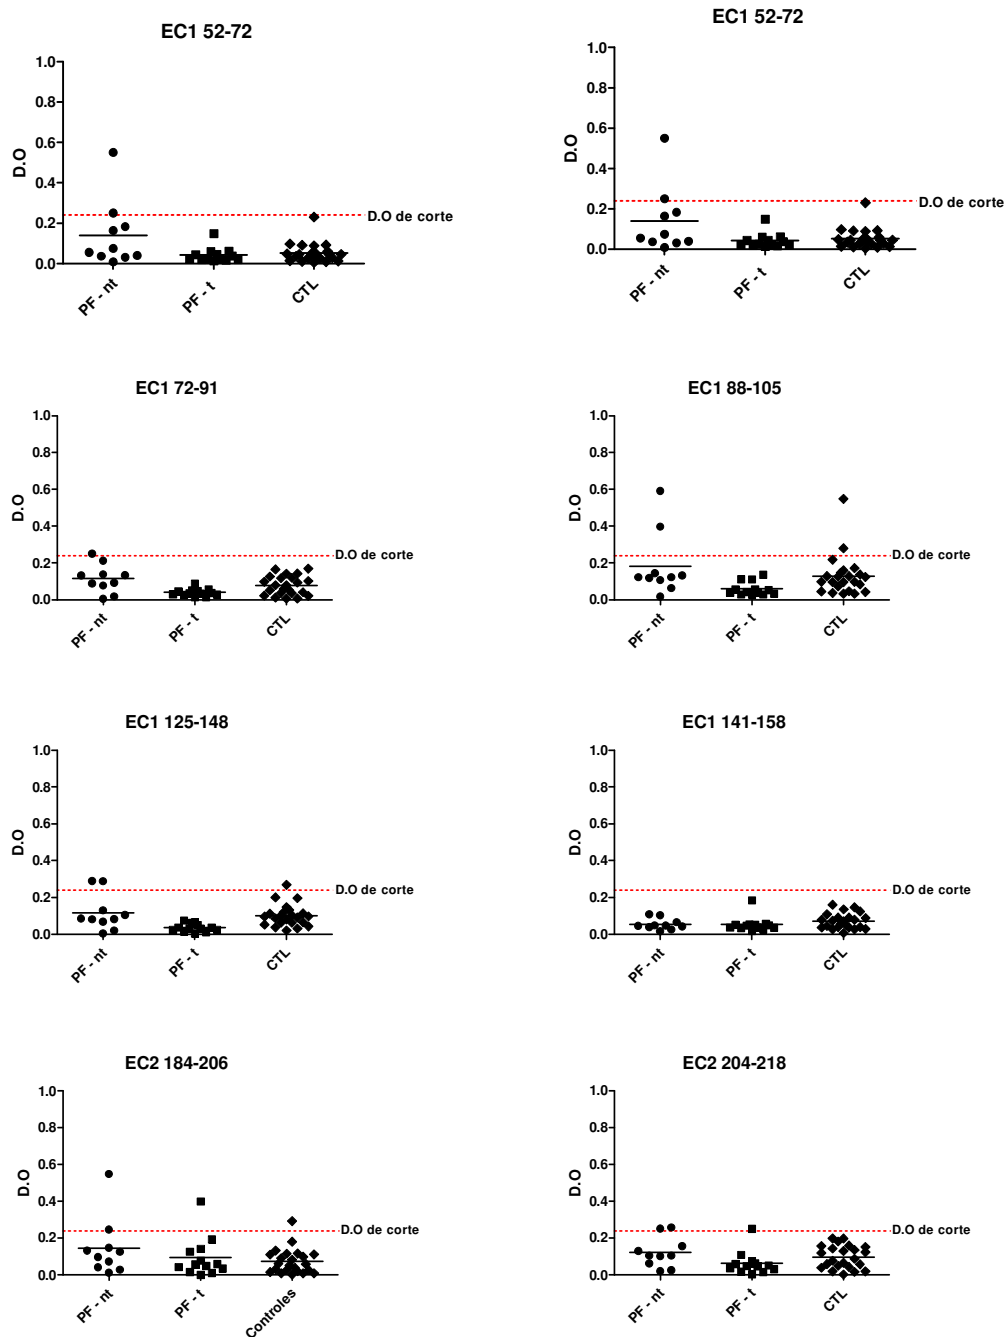 EC1 52-72
1.0
0.8
0.6
0.4
0.2
0.0
D.O
D.O de corte
PF - nt
PF - t
CTL
EC1 52-72
1.0
0.8
0.6
0.4
0.2
0.0
D.O
D.O de corte
PF - nt
PF - t
CTL
EC1 72-91
1.0
0.8
0.6
0.4
0.2
0.0
D.O
D.O de corte
PF - nt
PF - t
CTL
EC1 88-105
1.0
0.8
0.6
0.4
0.2
0.0
D.O
D.O de corte
PF - nt
PF - t
CTL
EC1 125-148
1.0
0.8
0.6
0.4
0.2
0.0
D.O
D.O de corte
PF - nt
PF - t
CTL
EC1 141-158
1.0
0.8
0.6
0.4
0.2
0.0
D.O
D.O de corte
PF - nt
PF - t
CTL
EC2 184-206
1.0
0.8
0.6
0.4
0.2
0.0
D.O
D.O de corte
PF - nt
PF - t
Controles
EC2 204-218
1.0
0.8
0.6
0.4
0.2
0.0
D.O
D.O de corte
PF - nt
PF - t
CTL